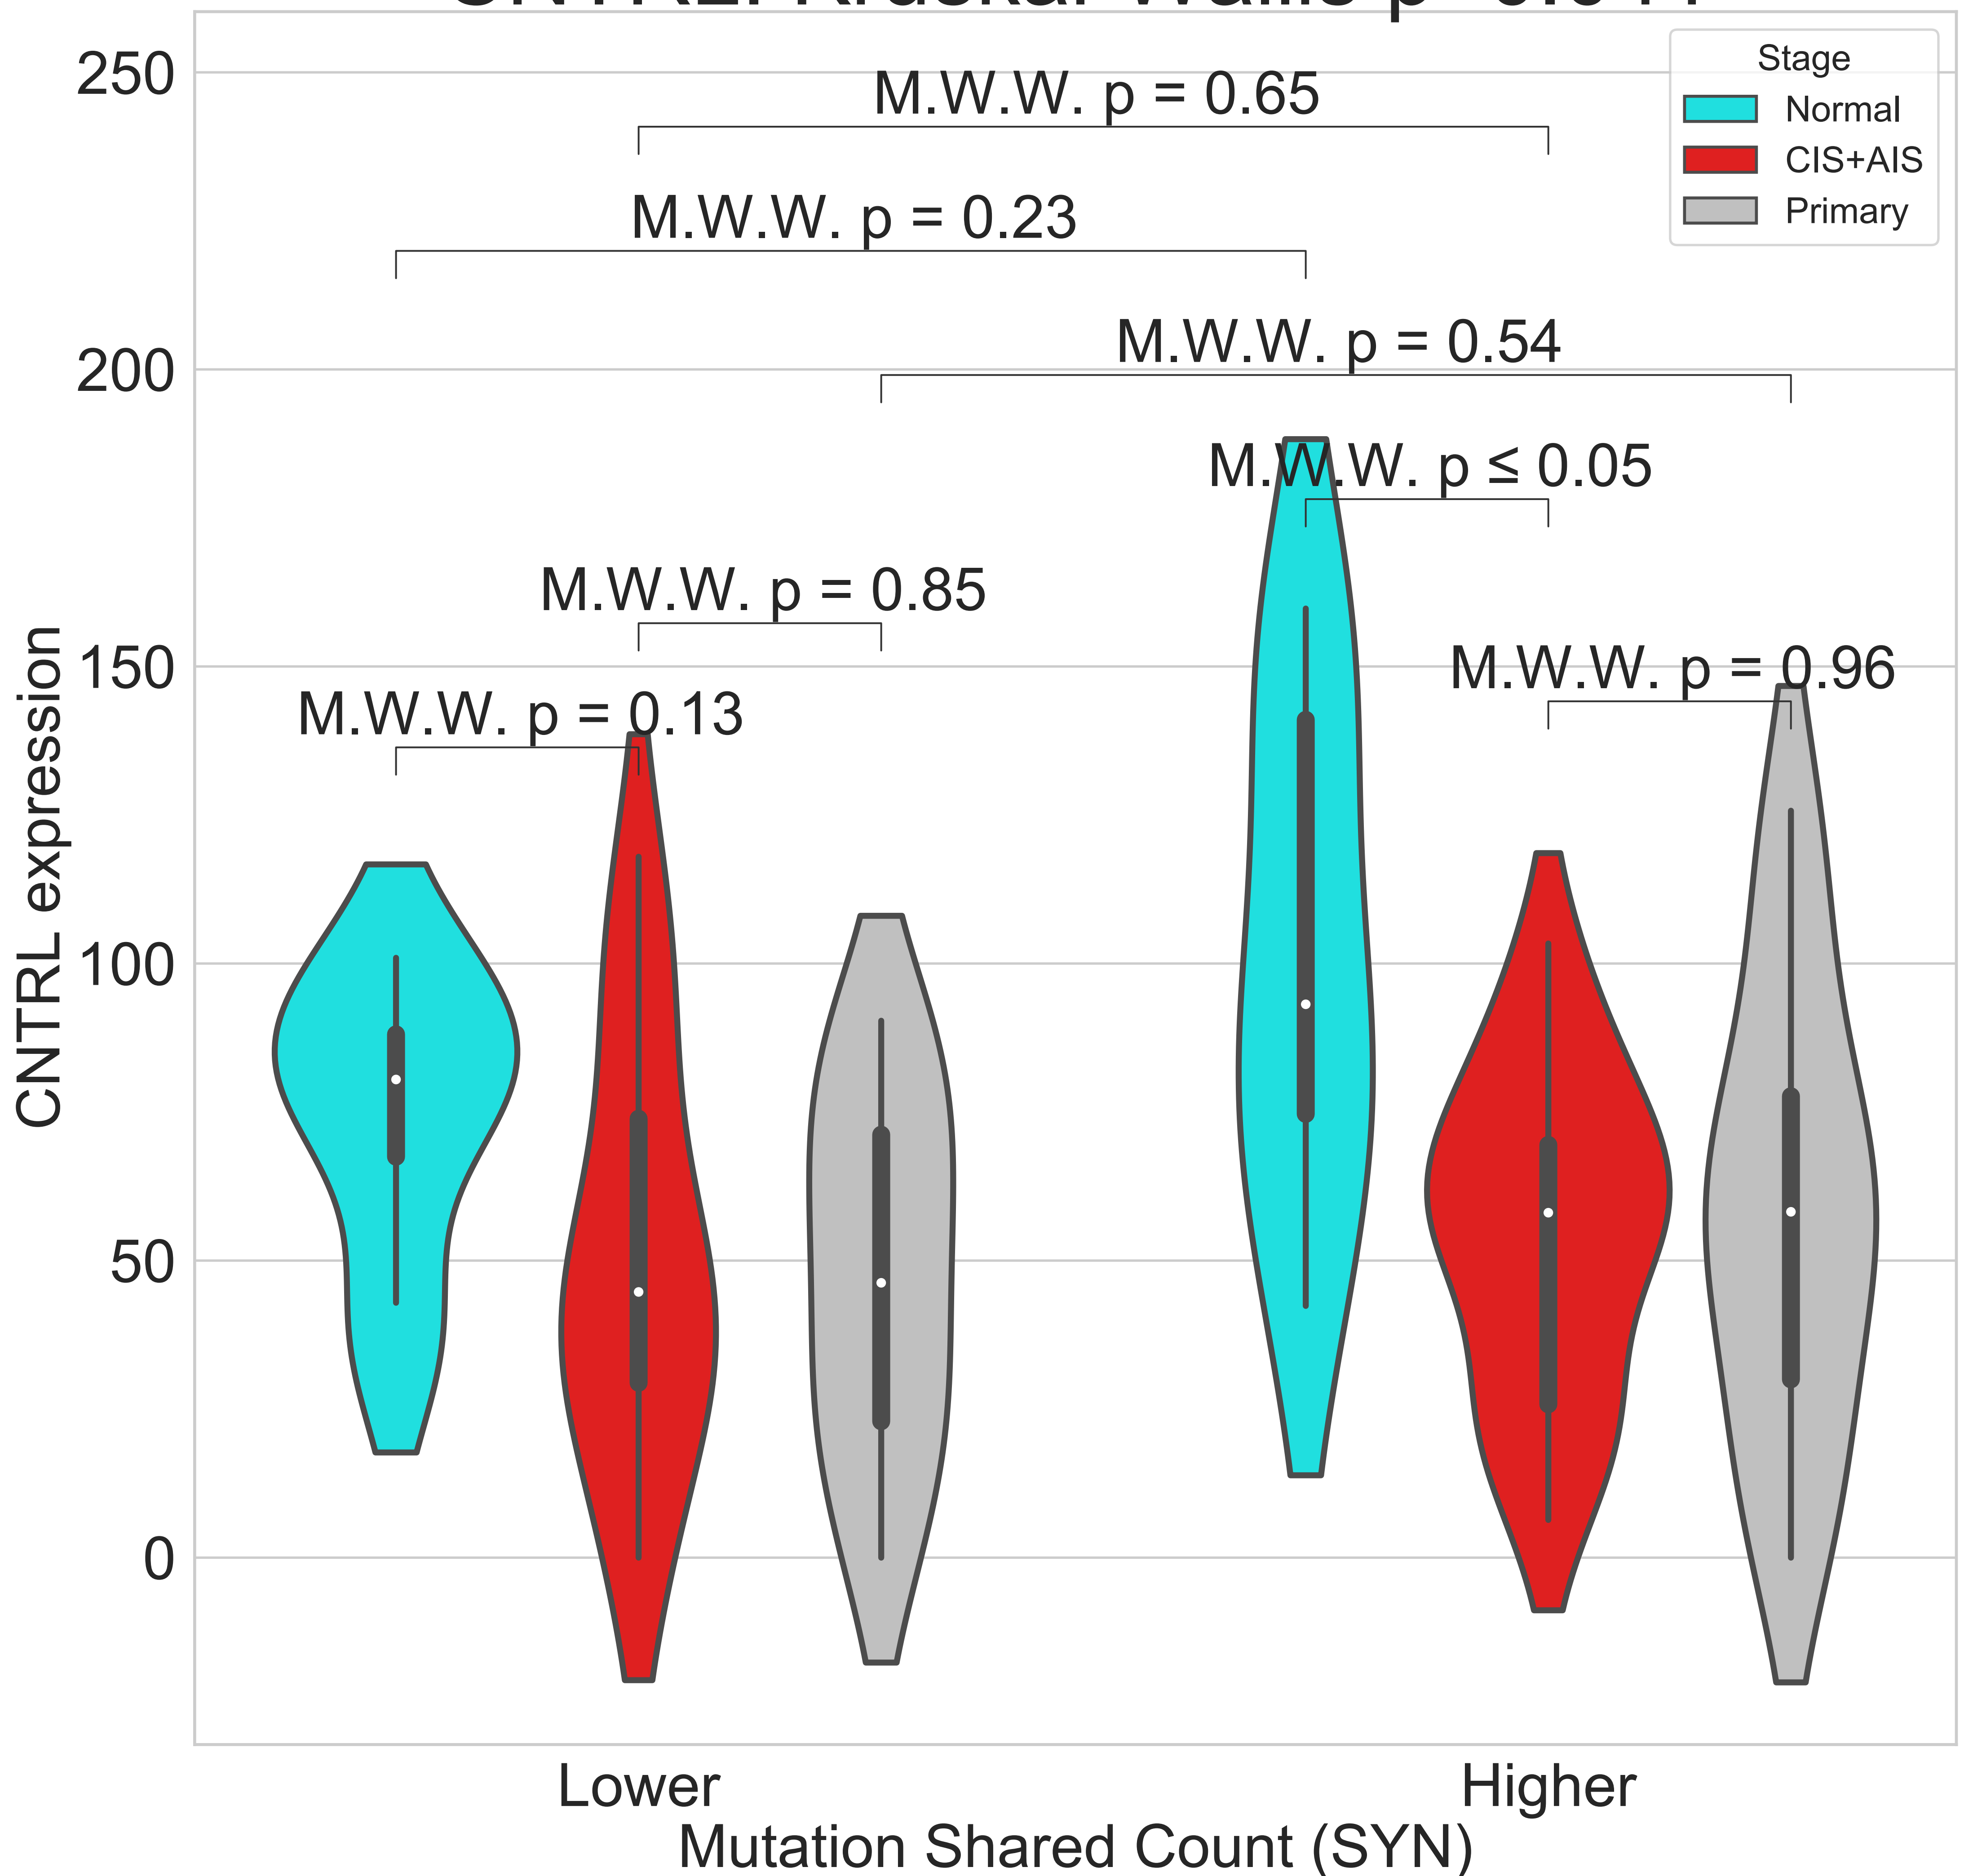 250
200
150
100
50
0
CNTRL expression
M.W.W. p = 0.65
M.W.W. p = 0.23
M.W.W. p = 0.54
M.W.W. p ≤ 0.05
M.W.W. p = 0.85
M.W.W. p = 0.96
M.W.W. p = 0.13
Stage
Normal
CIS+AIS
Primary
Lower
Higher
Mutation Shared Count (SYN)